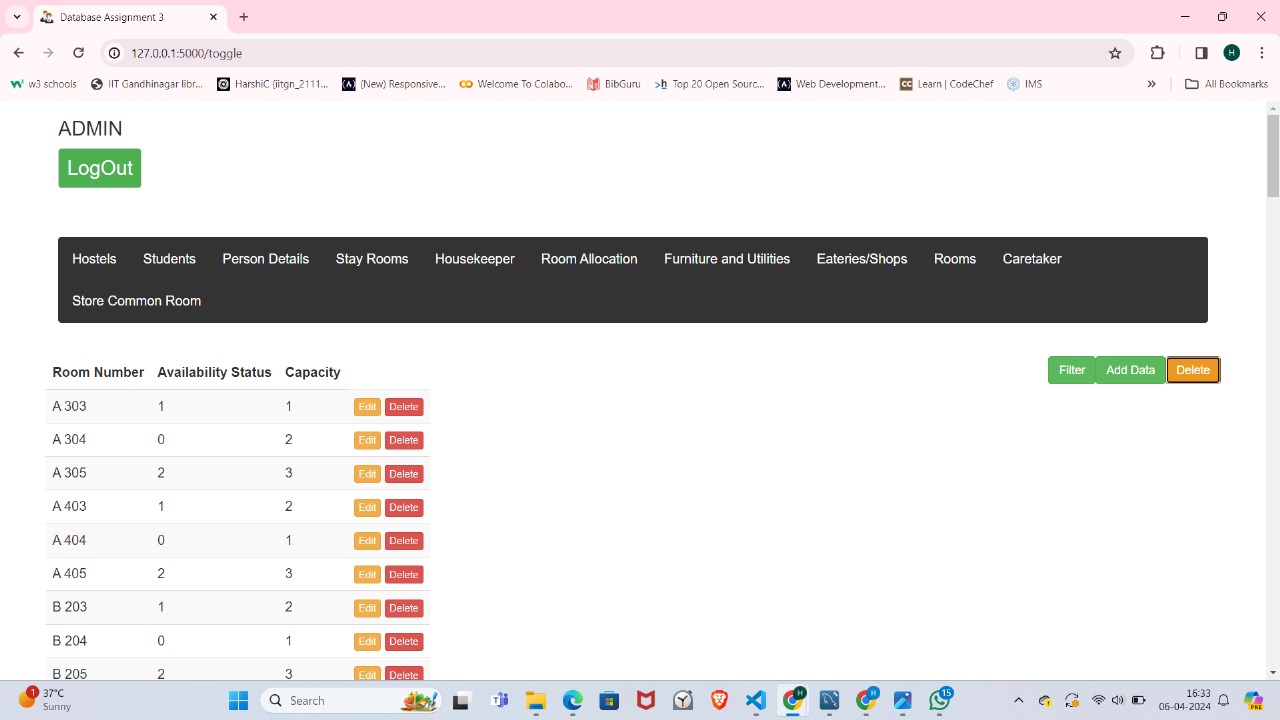 Database Assignment 3
127.0.0.1:5000/toggle
H
w3 schools IIT Gandhinagar libr... HarshiC (iitgn_2111... (New) Responsive... Welcome To Colabo... BibGuru Top 20 Open Sourc... Web Development... Learn | CodeChef IMS » All Bookmarks
ADMIN
LogOut
Hostels Students Person Details Stay Rooms Housekeeper Room Allocation Furniture and Utilities Eateries/Shops Rooms Caretaker
Store Common Room
Filter Add Data Delete
Room Number Availability Status Capacity
A 303 1 1 Edit Delete
A 304 0 2 Edit Delete
A 305 2 3 Edit Delete
A 403 1 2 Edit Delete
A 404 0 1 Edit Delete
A 405 2 3 Edit Delete
B 203 1 2 Edit Delete
B 204 0 1 Edit Delete
B 205 2 3 Edit Delete
1 37°C
Sunny
Search
15
16:33
06-04-2024